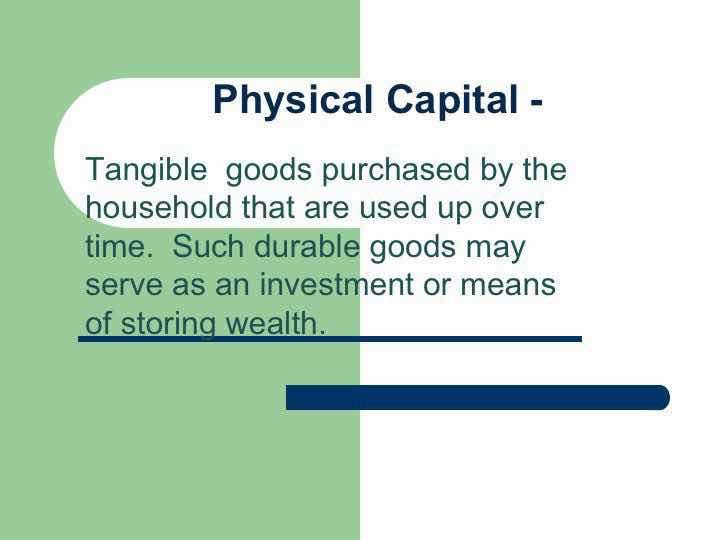 Physical Capital -
Tangible  goods purchased by the
household that are used up over
time.  Such durable goods may
serve as an investment or means
of storing wealth.